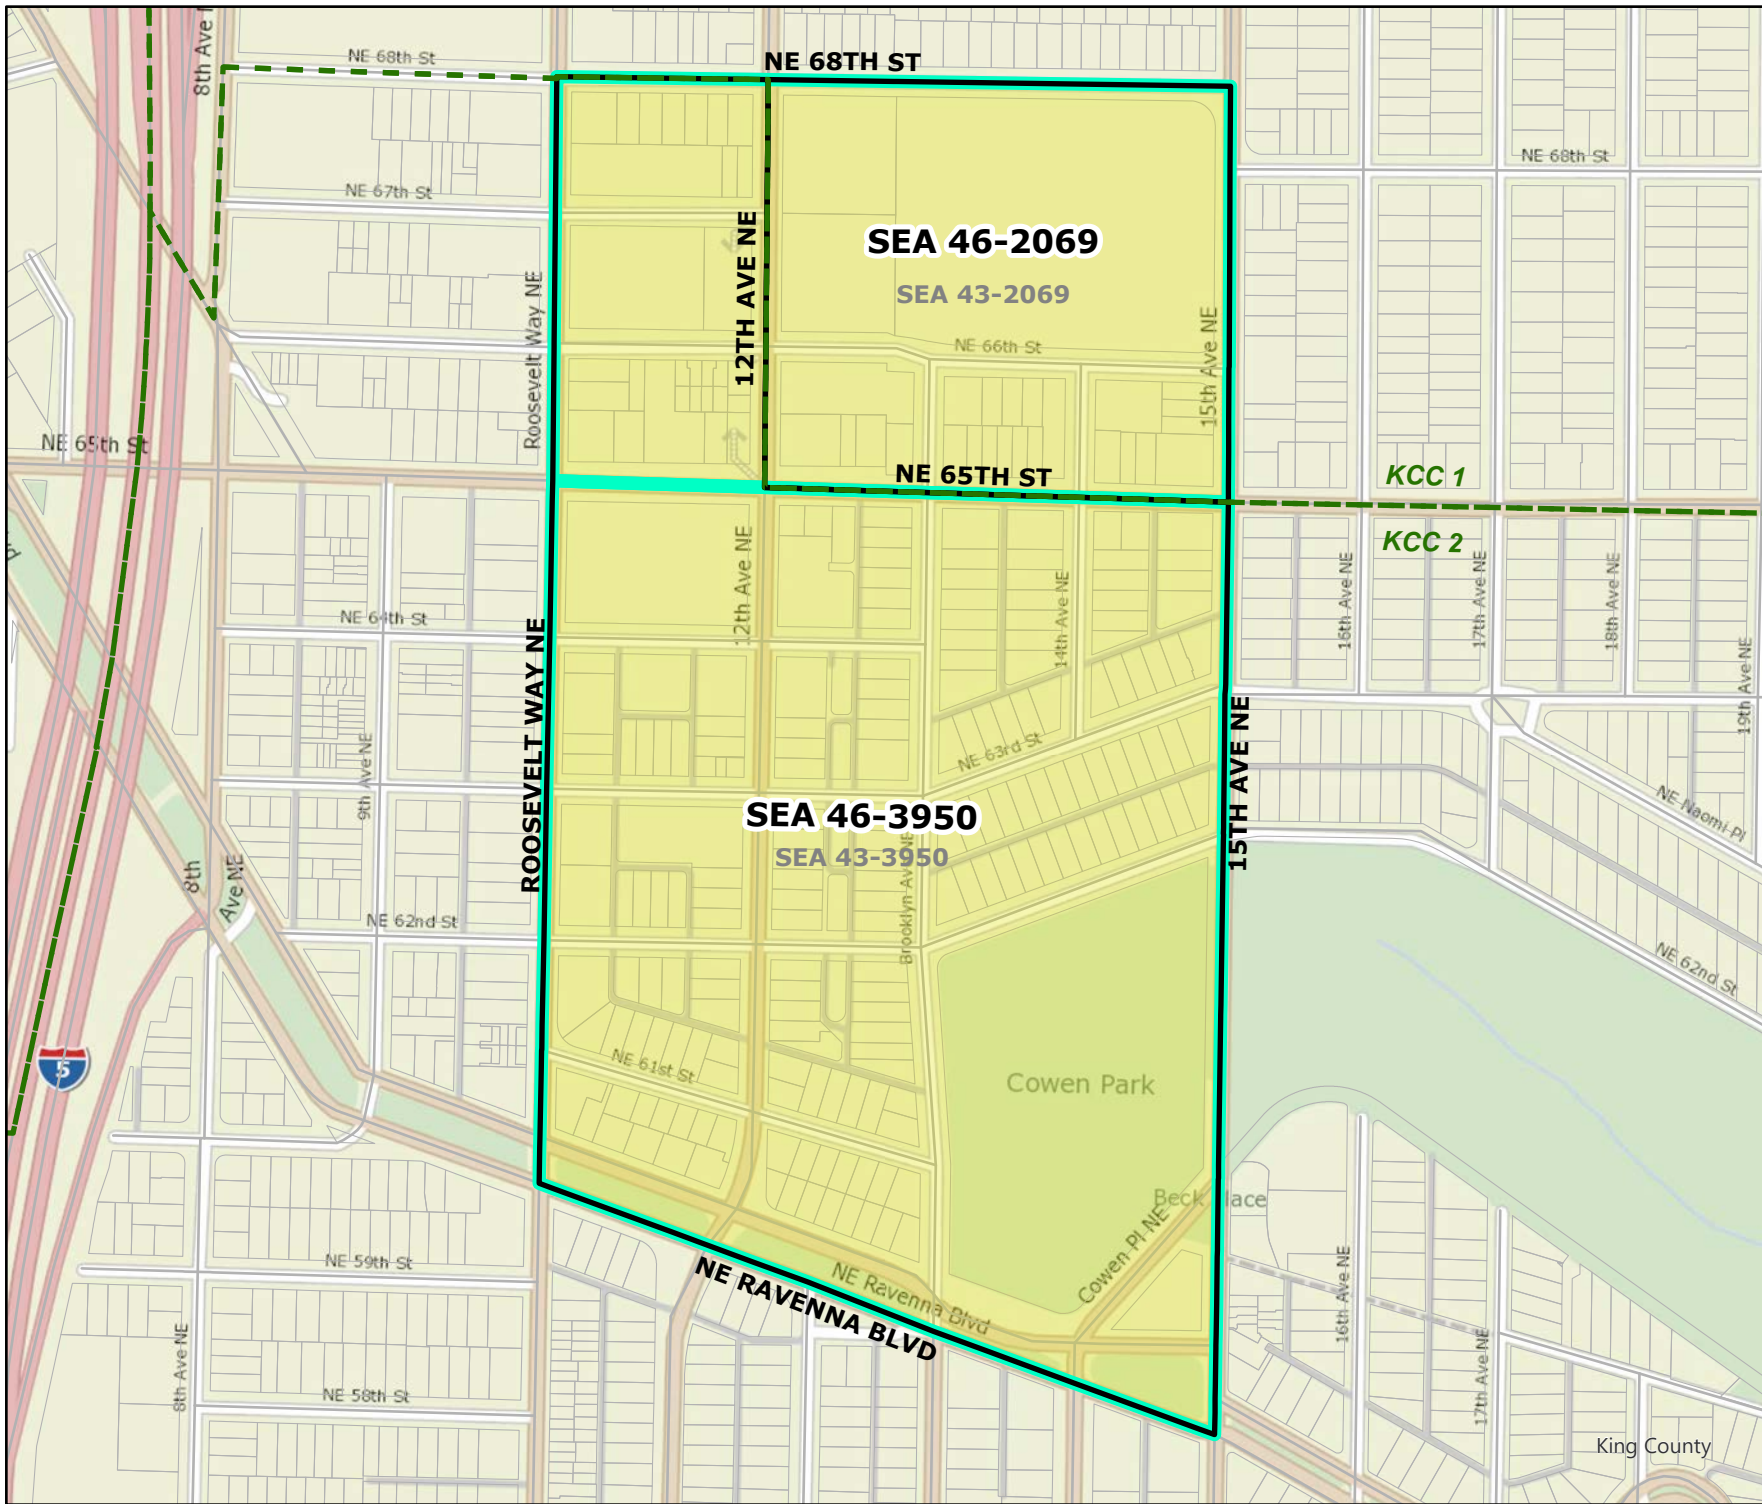 8th Ave N
NE 68th St
NE 68TH ST
NE 68th St
NE 67th St
12TH AVE NE
SEA 46-2069
SEA 43-2069
Roosevelt Way NE
15th Ave NE
NE 66th St
NE 65th St
NE 65TH ST
KCC 1
KCC 2
12th Ave NE
14th Ave NE
16th Ave NE
17th Ave NE
18th Ave NE
19th Ave NE
NE 64th St
ROOSEVELT WAY NE
NE 63rd St
9th Ave NE
15TH AVE NE
SEA 46-3950
SEA 43-3950
Brooklyn Av NE
NE Naomi Pl
8th
Ave NE
NE 62nd St
NE 62nd St
5
NE 61st St
Cowen Park
Beck lace
Cowen Pl NE
NE 59th St
NE Ravenna Blvd
NE RAVENNA BLVD
16th Ave NE
17th Ave NE
8th Ave NE
NE 58th St
King County